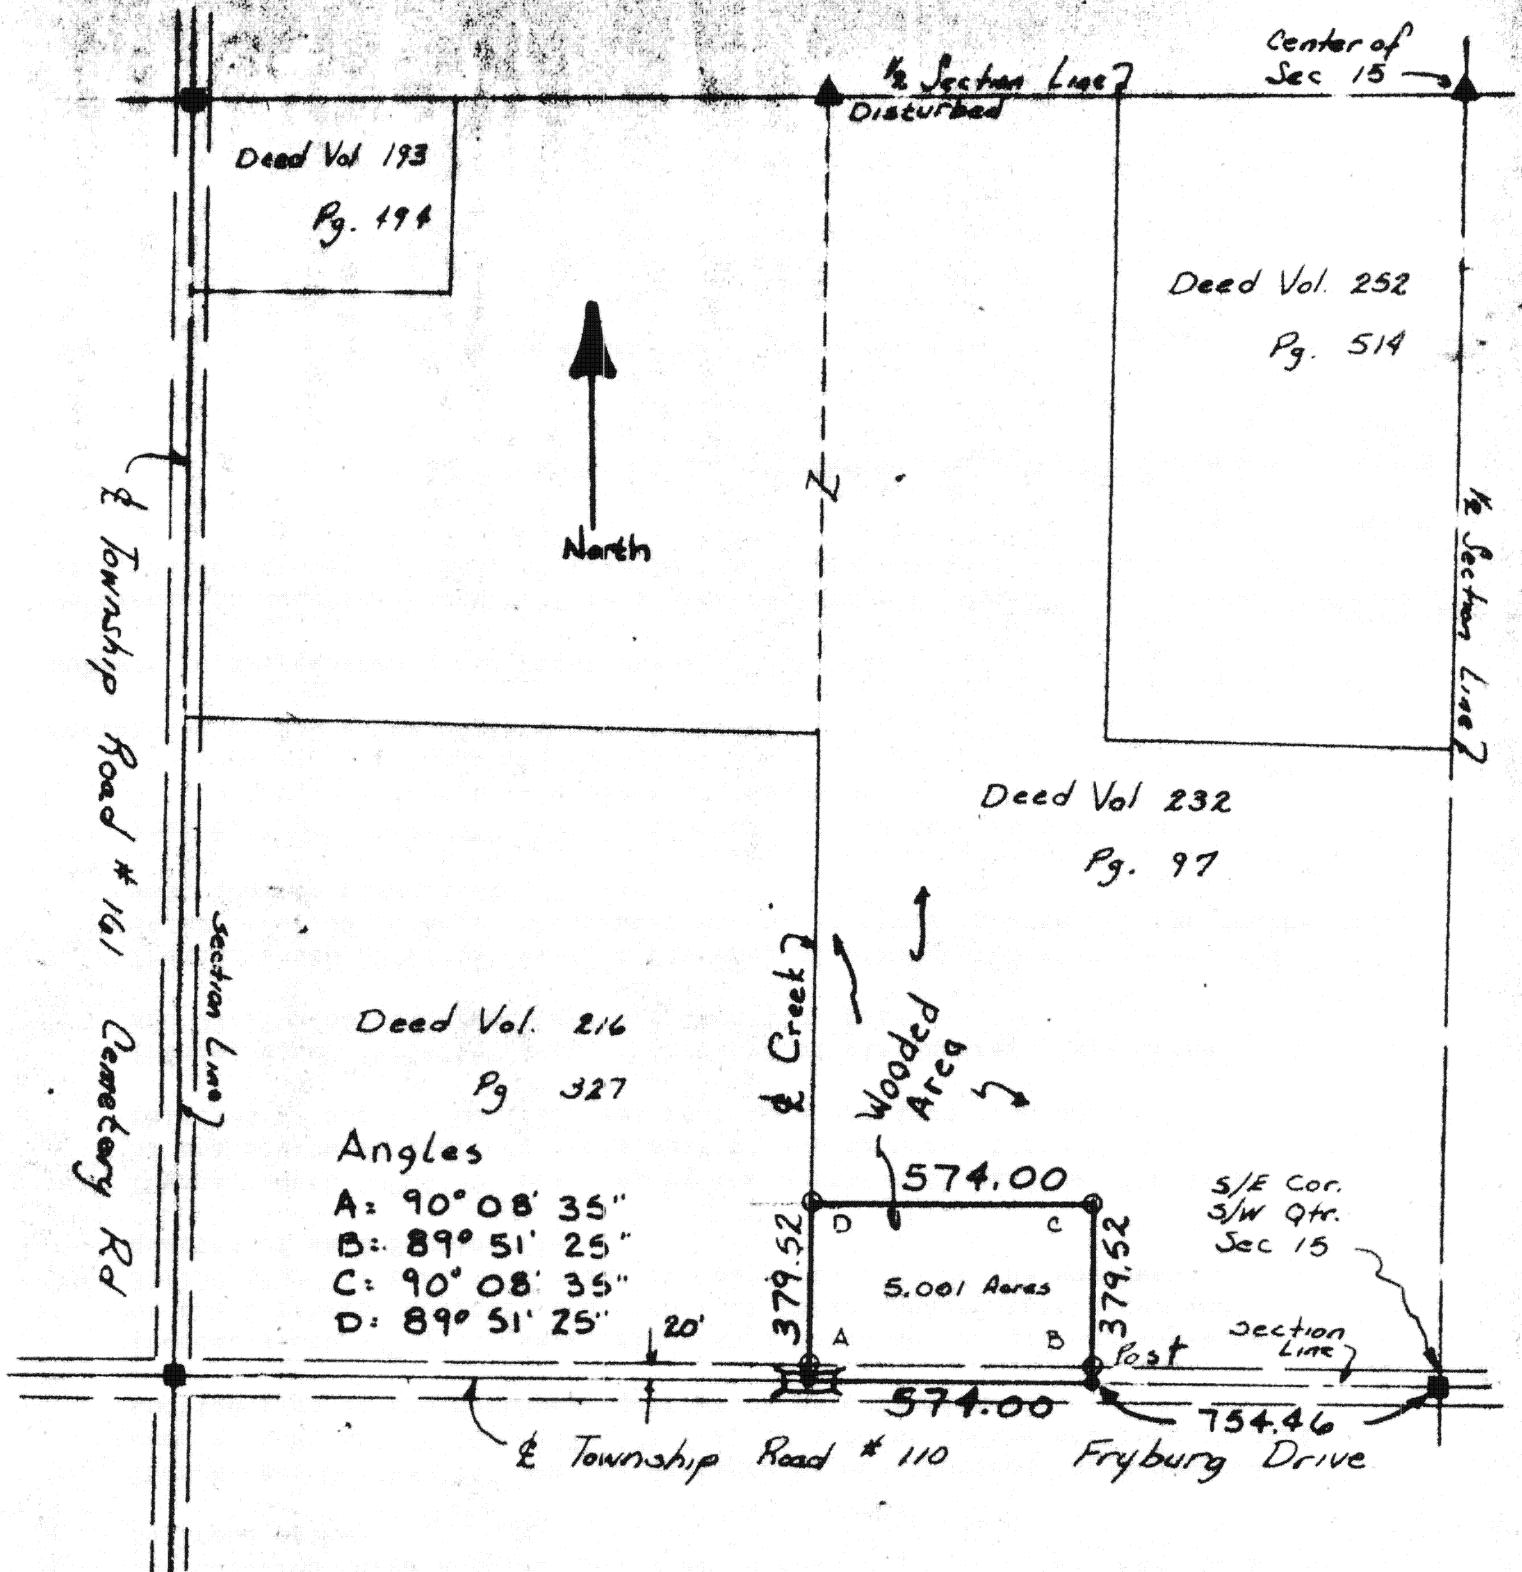 Center of
Sec 15
½ Section Line
Disturbed
Deed Vol 193
Pg. 494
Deed Vol. 252
Pg. 514
North
½ Section Line
℄ Township Road # 161 Cemetery Rd
Section Line
Deed Vol 232
Pg. 97
℄ Creek
Wooded
Area
Deed Vol. 216
Pg 327
Angles
A: 90° 08' 35"
B: 89° 51' 25"
C: 90° 08' 35"
D: 89° 51' 25"
574.00
D
C
379.52
379.52
5.001 Acres
A
B
S/E Cor.
S/W Qtr.
Sec 15
20'
Post
Section
Line
574.00
754.46
℄ Township Road # 110 Fryburg Drive